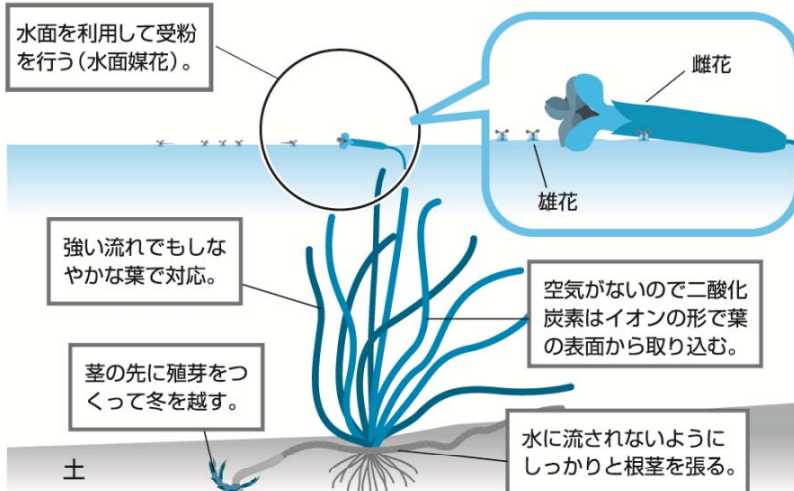 水面を利用して受粉
を行う（水面媒花）。
雌花
雄花
強い流れでもしな
やかな葉で対応。
空気がないので二酸化
炭素はイオンの形で葉
の表面から取り込む。
茎の先に殖芽をつ
くって冬を越す。
水に流されないように
しっかりと根茎を張る。
土